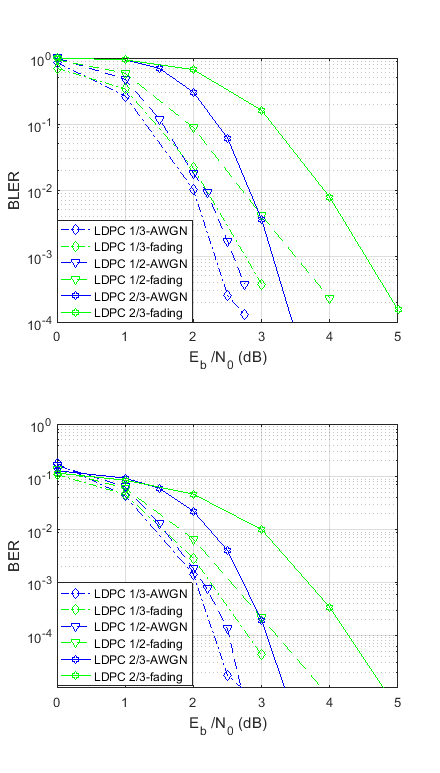 10^0
10^-1
10^-2
10^-3
10^-4
BLER
LDPC 1/3-AWGN
LDPC 1/3-fading
LDPC 1/2-AWGN
LDPC 1/2-fading
LDPC 2/3-AWGN
LDPC 2/3-fading
0 1 2 3 4 5
E_b /N_0 (dB)
10^0
10^-1
10^-2
10^-3
10^-4
BER
LDPC 1/3-AWGN
LDPC 1/3-fading
LDPC 1/2-AWGN
LDPC 1/2-fading
LDPC 2/3-AWGN
LDPC 2/3-fading
0 1 2 3 4 5
E_b /N_0 (dB)